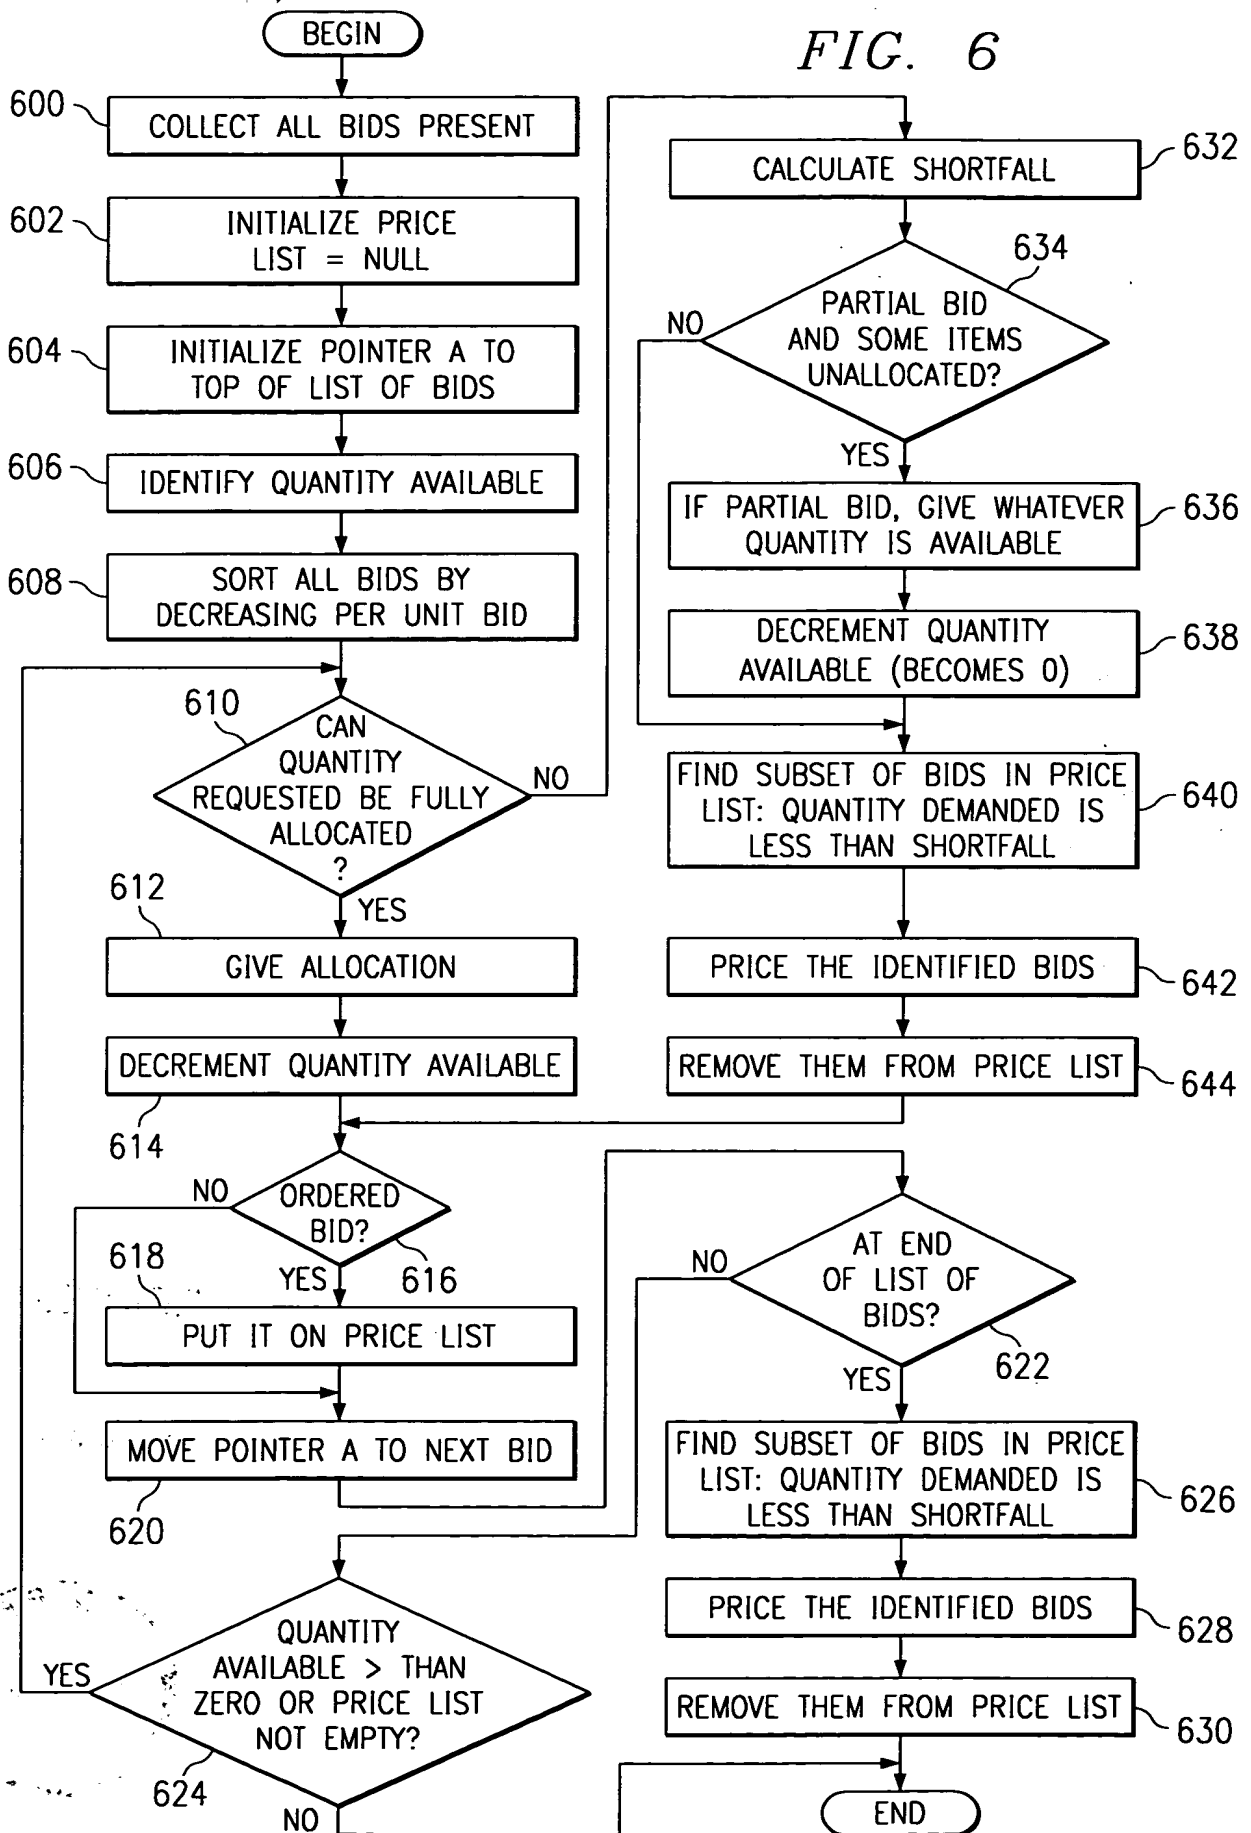 FIG. 6
BEGIN
600
COLLECT ALL BIDS PRESENT
602
INITIALIZE PRICE
LIST = NULL
604
INITIALIZE POINTER A TO
TOP OF LIST OF BIDS
606
IDENTIFY QUANTITY AVAILABLE
608
SORT ALL BIDS BY
DECREASING PER UNIT BID
610
CAN
QUANTITY
REQUESTED BE FULLY
ALLOCATED
?
NO
YES
612
GIVE ALLOCATION
DECREMENT QUANTITY AVAILABLE
614
NO
ORDERED
BID?
616
YES
618
PUT IT ON PRICE LIST
MOVE POINTER A TO NEXT BID
620
QUANTITY
AVAILABLE > THAN
ZERO OR PRICE LIST
NOT EMPTY?
YES
624
NO
CALCULATE SHORTFALL
632
634
PARTIAL BID
AND SOME ITEMS
UNALLOCATED?
NO
YES
IF PARTIAL BID, GIVE WHATEVER
QUANTITY IS AVAILABLE
636
DECREMENT QUANTITY
AVAILABLE (BECOMES 0)
638
FIND SUBSET OF BIDS IN PRICE
LIST: QUANTITY DEMANDED IS
LESS THAN SHORTFALL
640
PRICE THE IDENTIFIED BIDS
642
REMOVE THEM FROM PRICE LIST
644
NO
AT END
OF LIST OF
BIDS?
622
YES
FIND SUBSET OF BIDS IN PRICE
LIST: QUANTITY DEMANDED IS
LESS THAN SHORTFALL
626
PRICE THE IDENTIFIED BIDS
628
REMOVE THEM FROM PRICE LIST
630
END